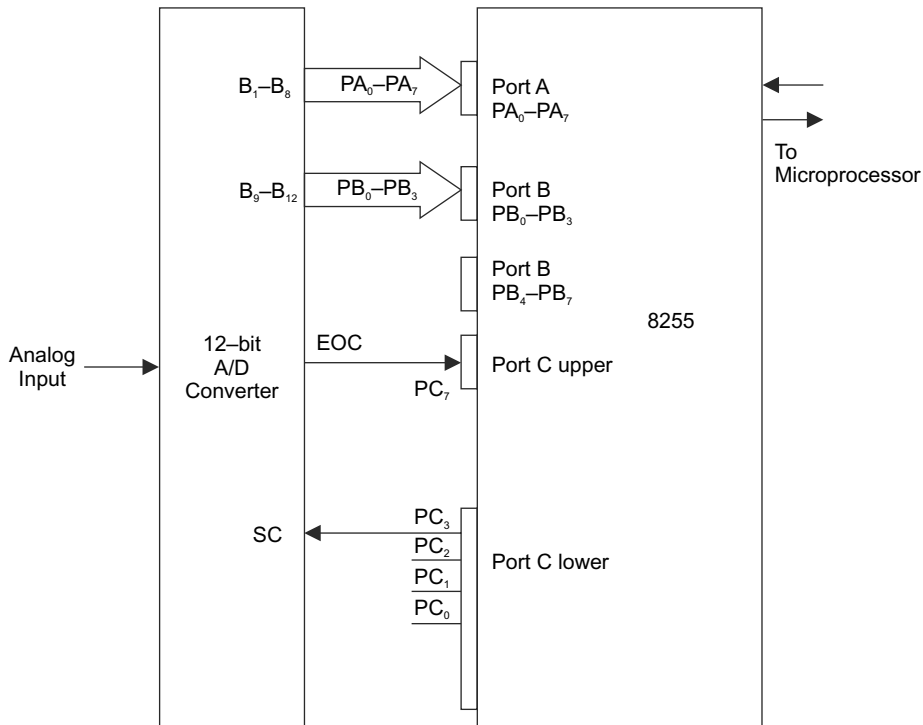 B₁–B₈
PA₀–PA₇
Port A
PA₀–PA₇
To
Microprocessor
B₉–B₁₂
PB₀–PB₃
Port B
PB₀–PB₃
Port B
PB₄–PB₇
8255
Analog
Input
12–bit
A/D
Converter
EOC
PC₇
Port C upper
SC
PC₃
PC₂
PC₁
PC₀
Port C lower